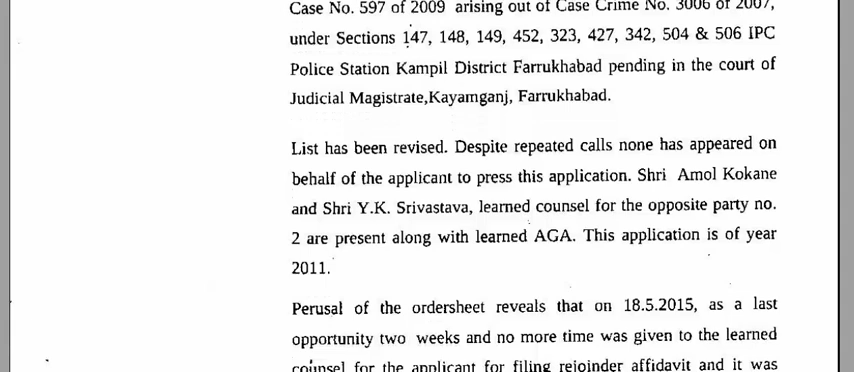 Case No. 597 of 2009 arising out of Case Crime No. 3006 of 2007,
under Sections 147, 148, 149, 452, 323, 427, 342, 504 & 506 IPC
Police Station Kampil District Farrukhabad pending in the court of
Judicial Magistrate,Kayamganj, Farrukhabad.
List has been revised. Despite repeated calls none has appeared on
behalf of the applicant to press this application. Shri Amol Kokane
and Shri Y.K. Srivastava, learned counsel for the opposite party no.
2 are present along with learned AGA. This application is of year
2011.
Perusal of the ordersheet reveals that on 18.5.2015, as a last
opportunity two weeks and no more time was given to the learned
counsel for the applicant for filing rejoinder affidavit and it was